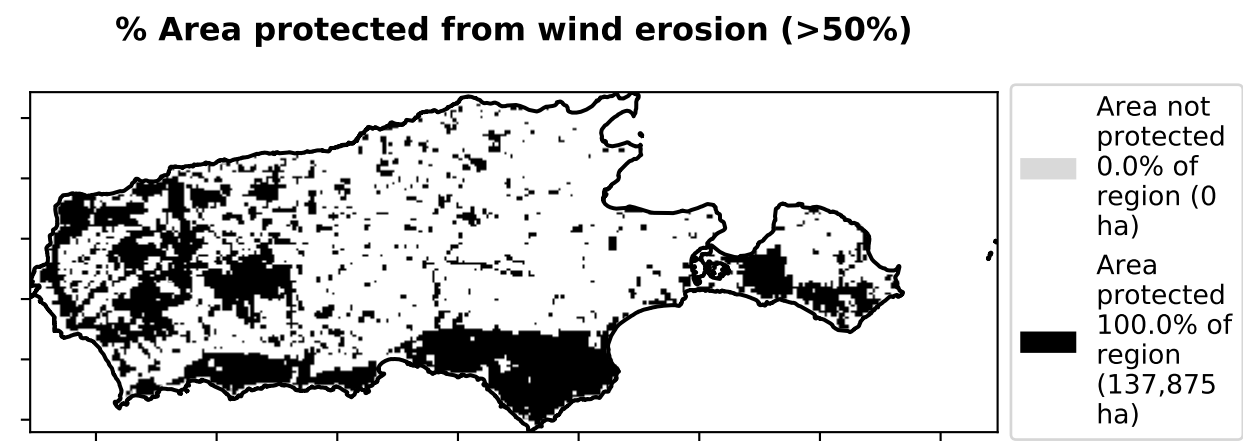 % Area protected from wind erosion (>50%)
Area not
protected
0.0% of
region (0
ha)
Area
protected
100.0% of
region
(137,875
ha)